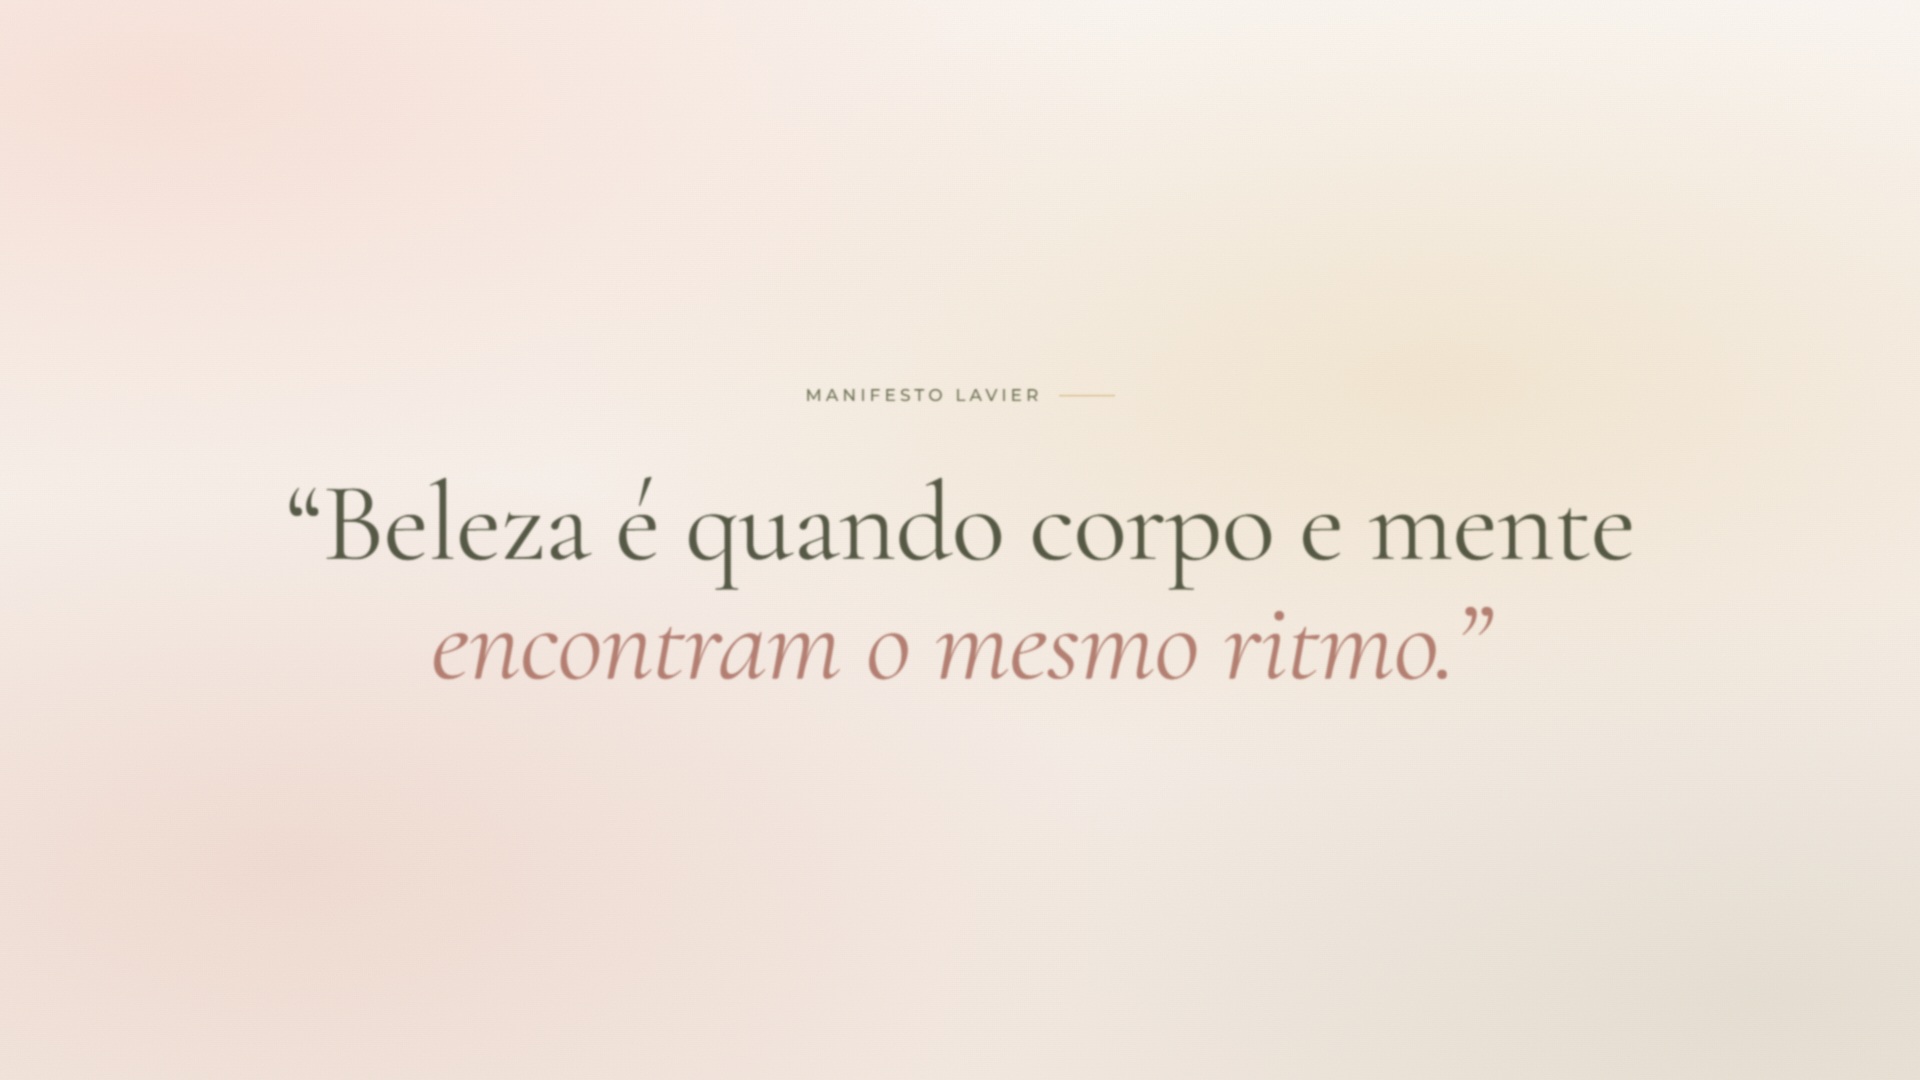 MANIFESTO LAVIER
“Beleza é quando corpo e mente
encontram o mesmo ritmo.”